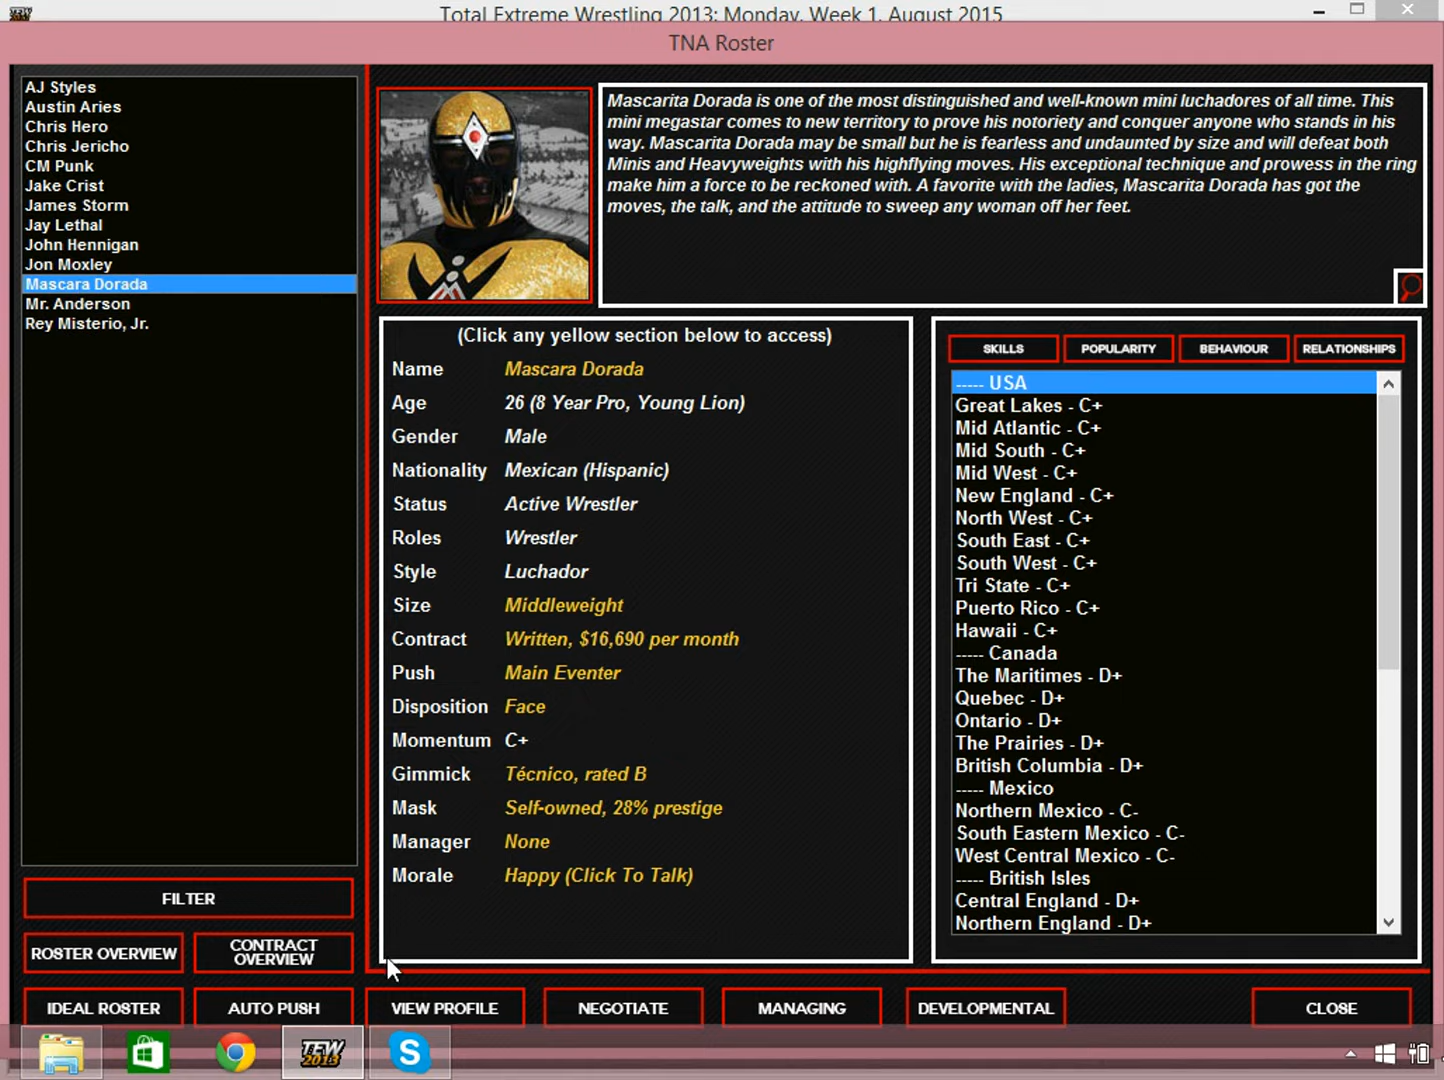 Total Extreme Wrestling 2013: Monday, Week 1, August 2015
TNA Roster
AJ Styles
Austin Aries
Chris Hero
Chris Jericho
CM Punk
Jake Crist
James Storm
Jay Lethal
John Hennigan
Jon Moxley
Mascara Dorada
Mr. Anderson
Rey Misterio, Jr.
FILTER
ROSTER OVERVIEW
CONTRACT OVERVIEW
IDEAL ROSTER
AUTO PUSH
Mascarita Dorada is one of the most distinguished and well-known mini luchadores of all time. This
mini megastar comes to new territory to prove his notoriety and conquer anyone who stands in his
way. Mascarita Dorada may be small but he is fearless and undaunted by size and will defeat both
Minis and Heavyweights with his highflying moves. His exceptional technique and prowess in the ring
make him a force to be reckoned with. A favorite with the ladies, Mascarita Dorada has got the
moves, the talk, and the attitude to sweep any woman off her feet.
(Click any yellow section below to access)
Name Mascara Dorada
Age 26 (8 Year Pro, Young Lion)
Gender Male
Nationality Mexican (Hispanic)
Status Active Wrestler
Roles Wrestler
Style Luchador
Size Middleweight
Contract Written, $16,690 per month
Push Main Eventer
Disposition Face
Momentum C+
Gimmick Técnico, rated B
Mask Self-owned, 28% prestige
Manager None
Morale Happy (Click To Talk)
SKILLS POPULARITY BEHAVIOUR RELATIONSHIPS
----- USA
Great Lakes - C+
Mid Atlantic - C+
Mid South - C+
Mid West - C+
New England - C+
North West - C+
South East - C+
South West - C+
Tri State - C+
Puerto Rico - C+
Hawaii - C+
----- Canada
The Maritimes - D+
Quebec - D+
Ontario - D+
The Prairies - D+
British Columbia - D+
----- Mexico
Northern Mexico - C-
South Eastern Mexico - C-
West Central Mexico - C-
----- British Isles
Central England - D+
Northern England - D+
VIEW PROFILE NEGOTIATE MANAGING DEVELOPMENTAL CLOSE
TEW
2013